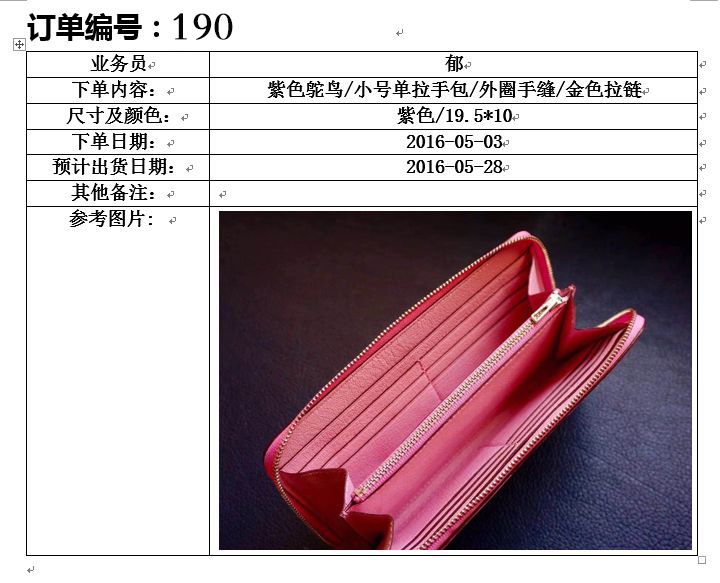 订单编号：190
业务员 郁
下单内容： 紫色鸵鸟/小号单拉手包/外圈手缝/金色拉链
尺寸及颜色： 紫色/19.5*10
下单日期： 2016-05-03
预计出货日期： 2016-05-28
其他备注：
参考图片: